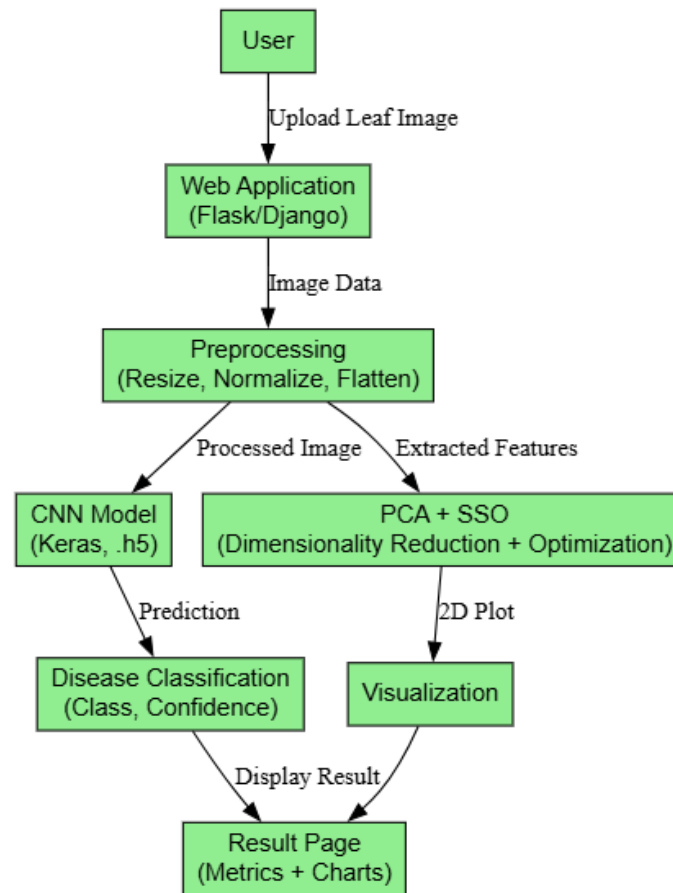 User
Upload Leaf Image
Web Application
(Flask/Django)
Image Data
Preprocessing
(Resize, Normalize, Flatten)
Processed Image
Extracted Features
CNN Model
(Keras, .h5)
PCA + SSO
(Dimensionality Reduction + Optimization)
Prediction
2D Plot
Disease Classification
(Class, Confidence)
Visualization
Display Result
Result Page
(Metrics + Charts)